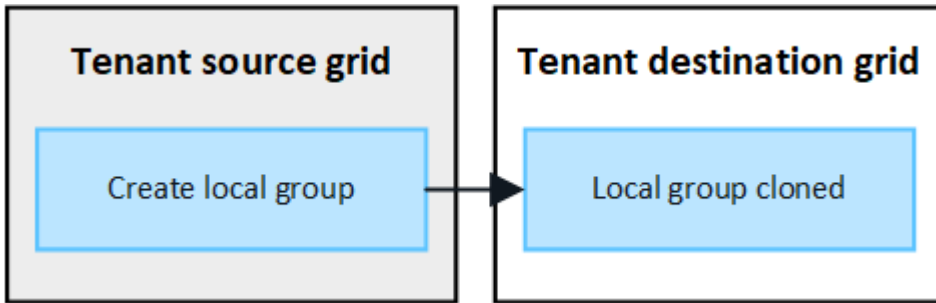 Tenant source grid
Tenant destination grid
Create local group
Local group cloned